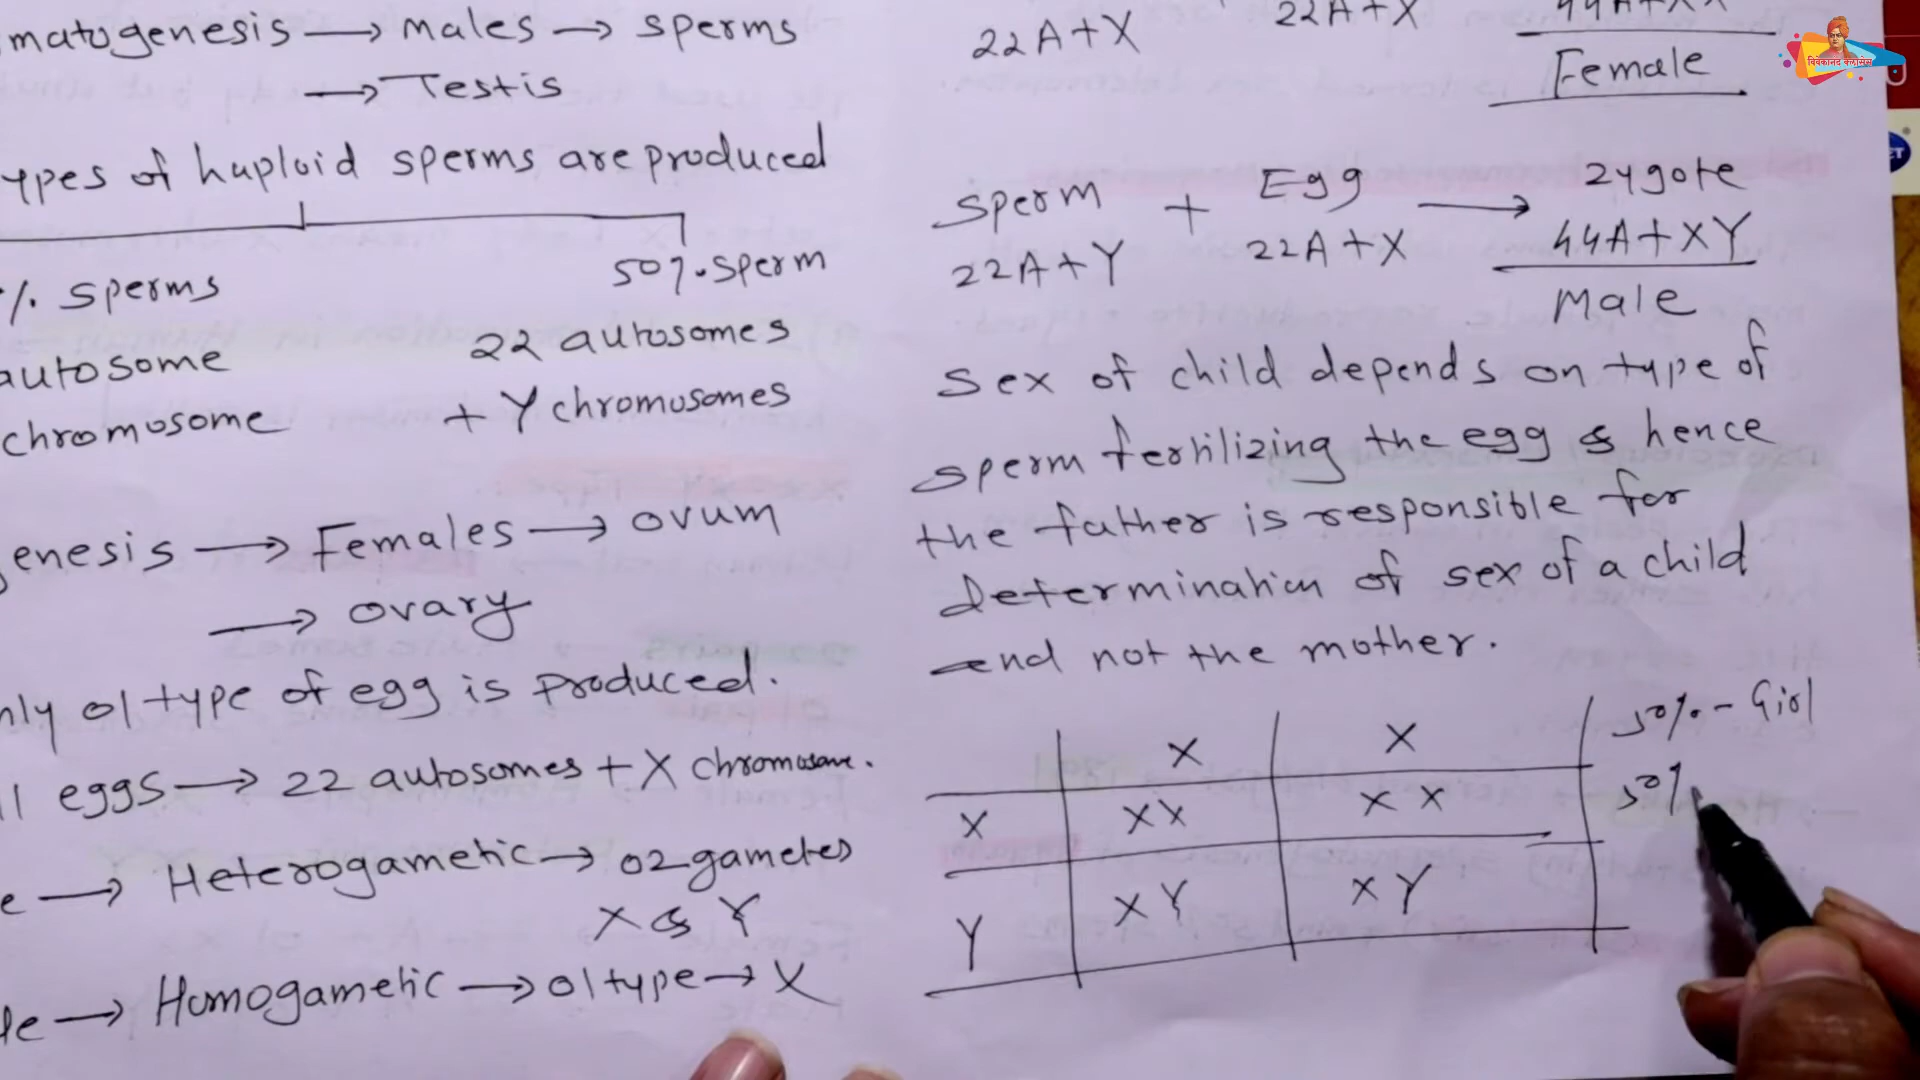 matogenesis → Males → sperms
→ Testis
ypes of haploid sperms are produced
% sperms
50%. sperm
autosome
22 autosomes
chromosome
+ Y chromosomes
genesis → Females → ovum
→ ovary
nly 01 type of egg is produced.
ll eggs → 22 autosomes + X chromosome.
e → Heterogametic → 02 gametes
X & Y
le → Homogametic → 01 type → X
22A+X 22A+X 44A+XX
Female
Sperm + Egg → Zygote
22A+Y 22A+X 44A+XY
Male
Sex of child depends on type of
sperm fertilizing the egg & hence
the father is responsible for
determination of sex of a child
and not the mother.
X X
X XX XX
Y XY XY
50% - Girl
50%
विवेकानंद क्लासेस